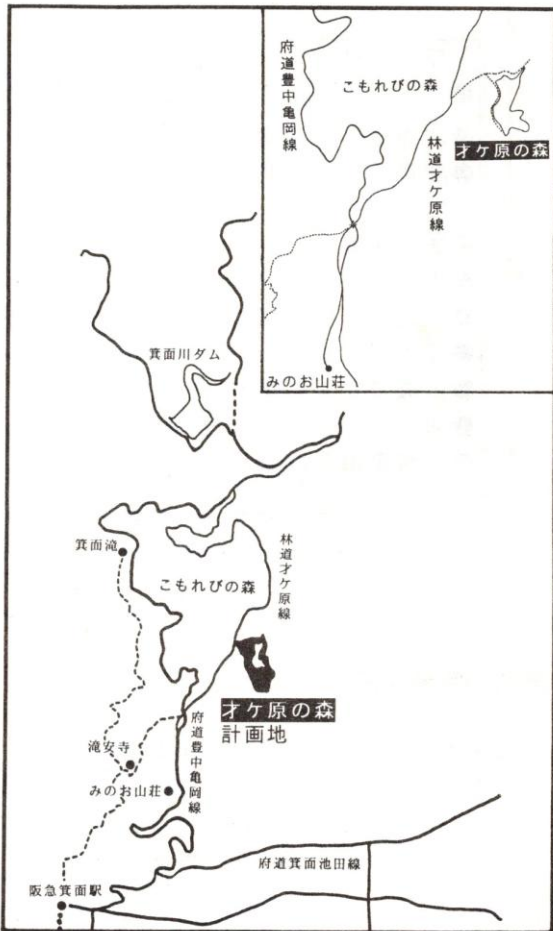 府道豊中亀岡線
こもれびの森
林道才ケ原線
才ケ原の森
みのお山荘
箕面川ダム
箕面滝
こもれびの森
林道才ケ原線
才ケ原の森
計画地
府道豊中亀岡線
滝安寺
みのお山荘
府道箕面池田線
阪急箕面駅